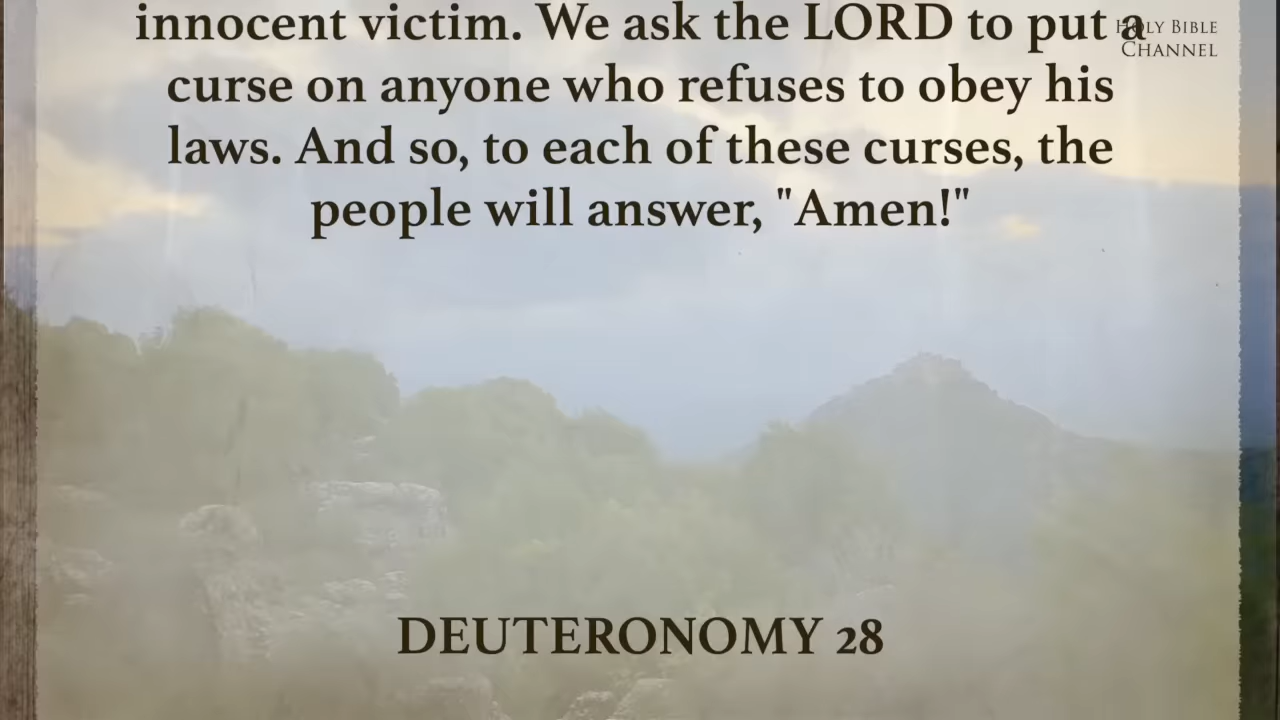 innocent victim. We ask the LORD to put a
curse on anyone who refuses to obey his
laws. And so, to each of these curses, the
people will answer, "Amen!"
HOLY BIBLE
CHANNEL
DEUTERONOMY 28